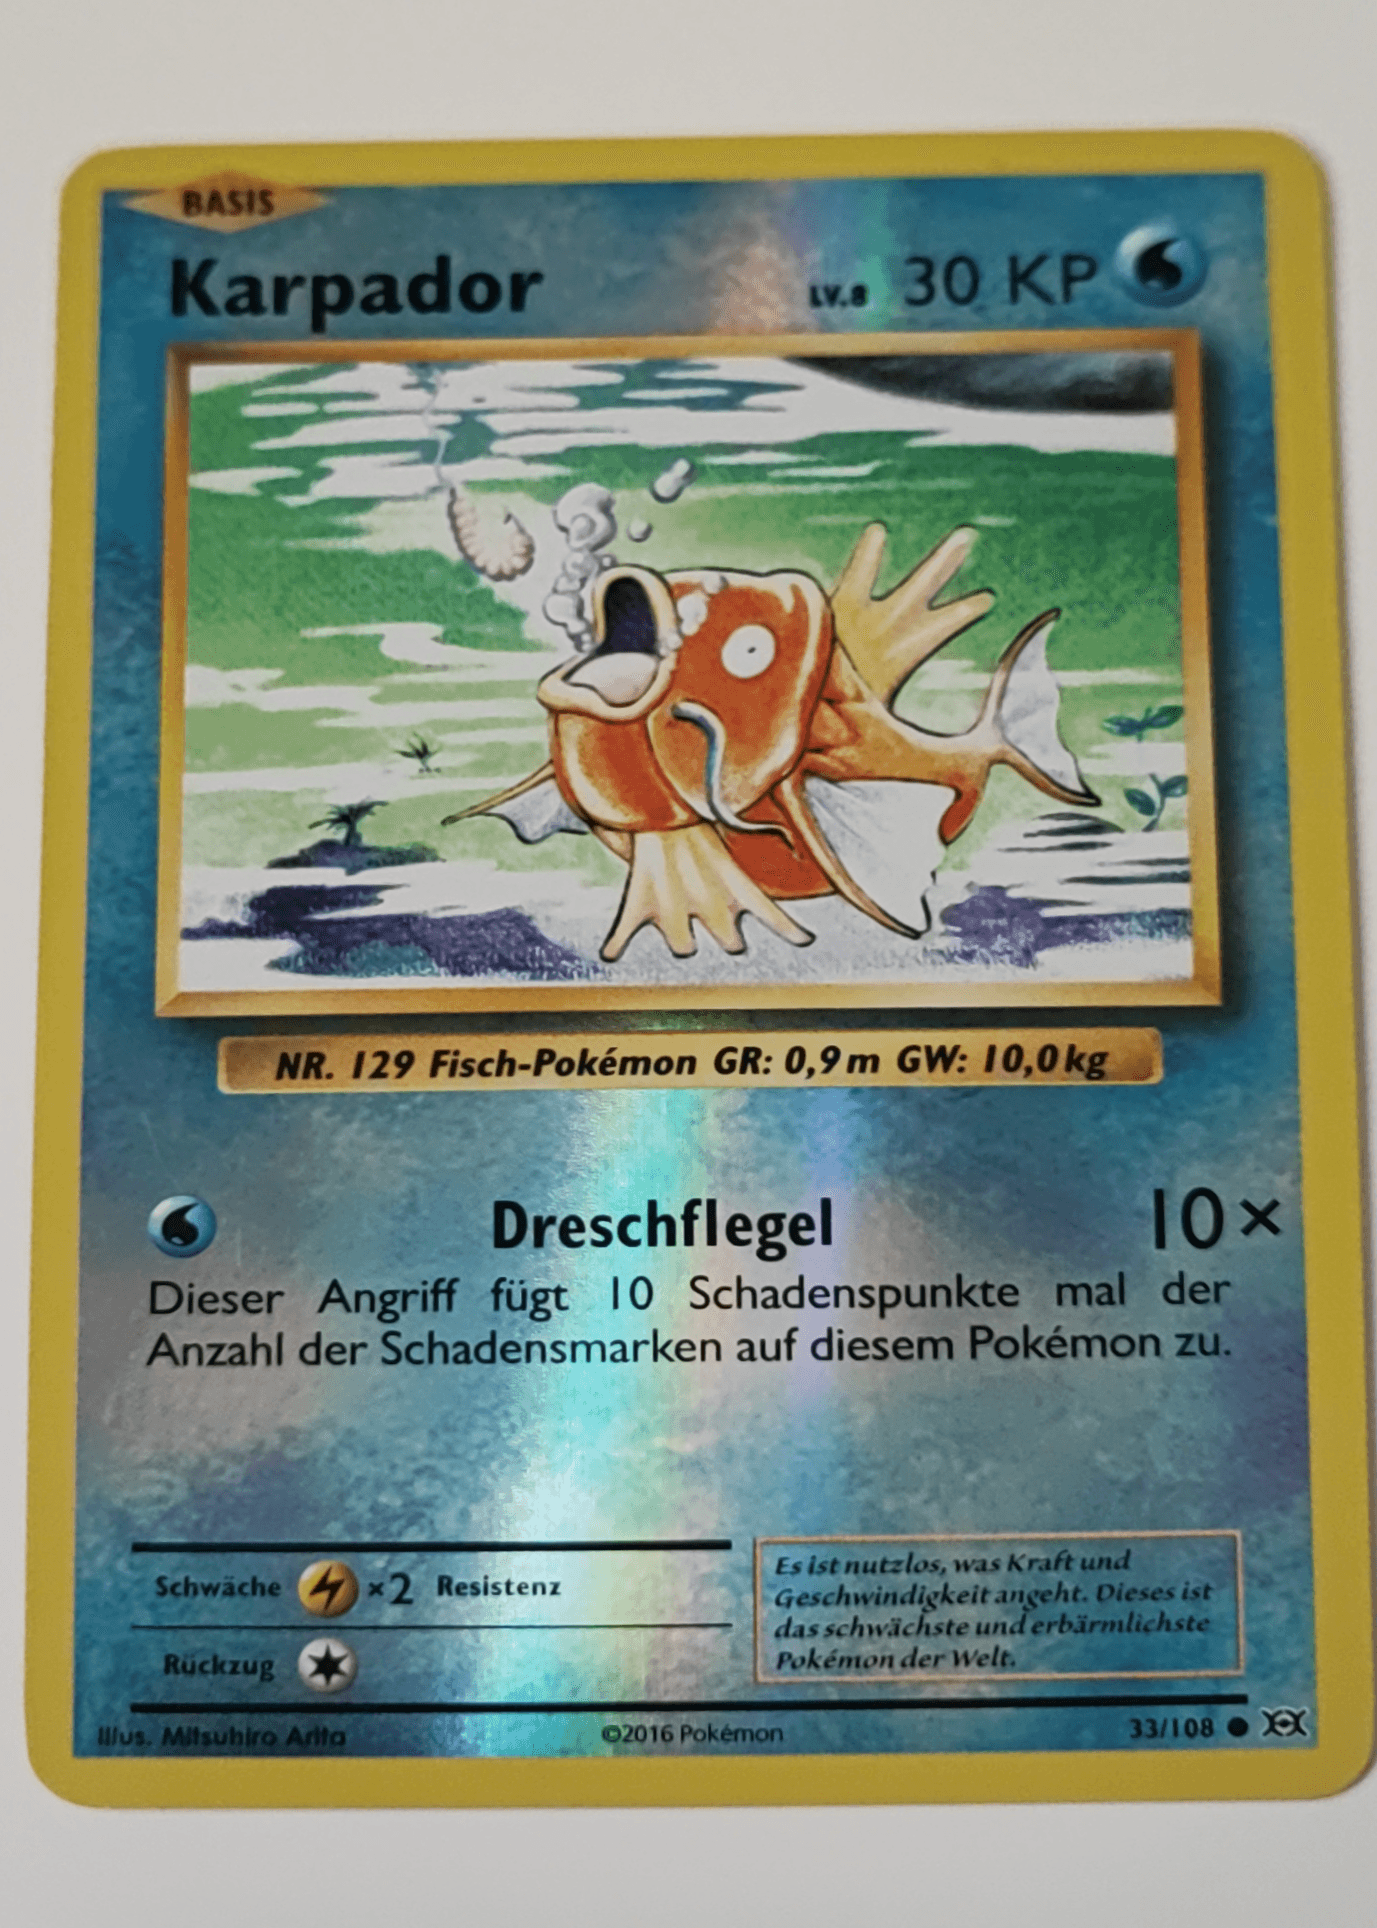 BASIS
Karpador LV.8 30 KP
NR. 129 Fisch-Pokémon GR: 0,9 m GW: 10,0 kg
Dreschflegel 10×
Dieser Angriff fügt 10 Schadenspunkte mal der
Anzahl der Schadensmarken auf diesem Pokémon zu.
Schwäche ×2 Resistenz
Rückzug
Es ist nutzlos, was Kraft und
Geschwindigkeit angeht. Dieses ist
das schwächste und erbärmlichste
Pokémon der Welt.
Illus. Mitsuhiro Arita ©2016 Pokémon 33/108